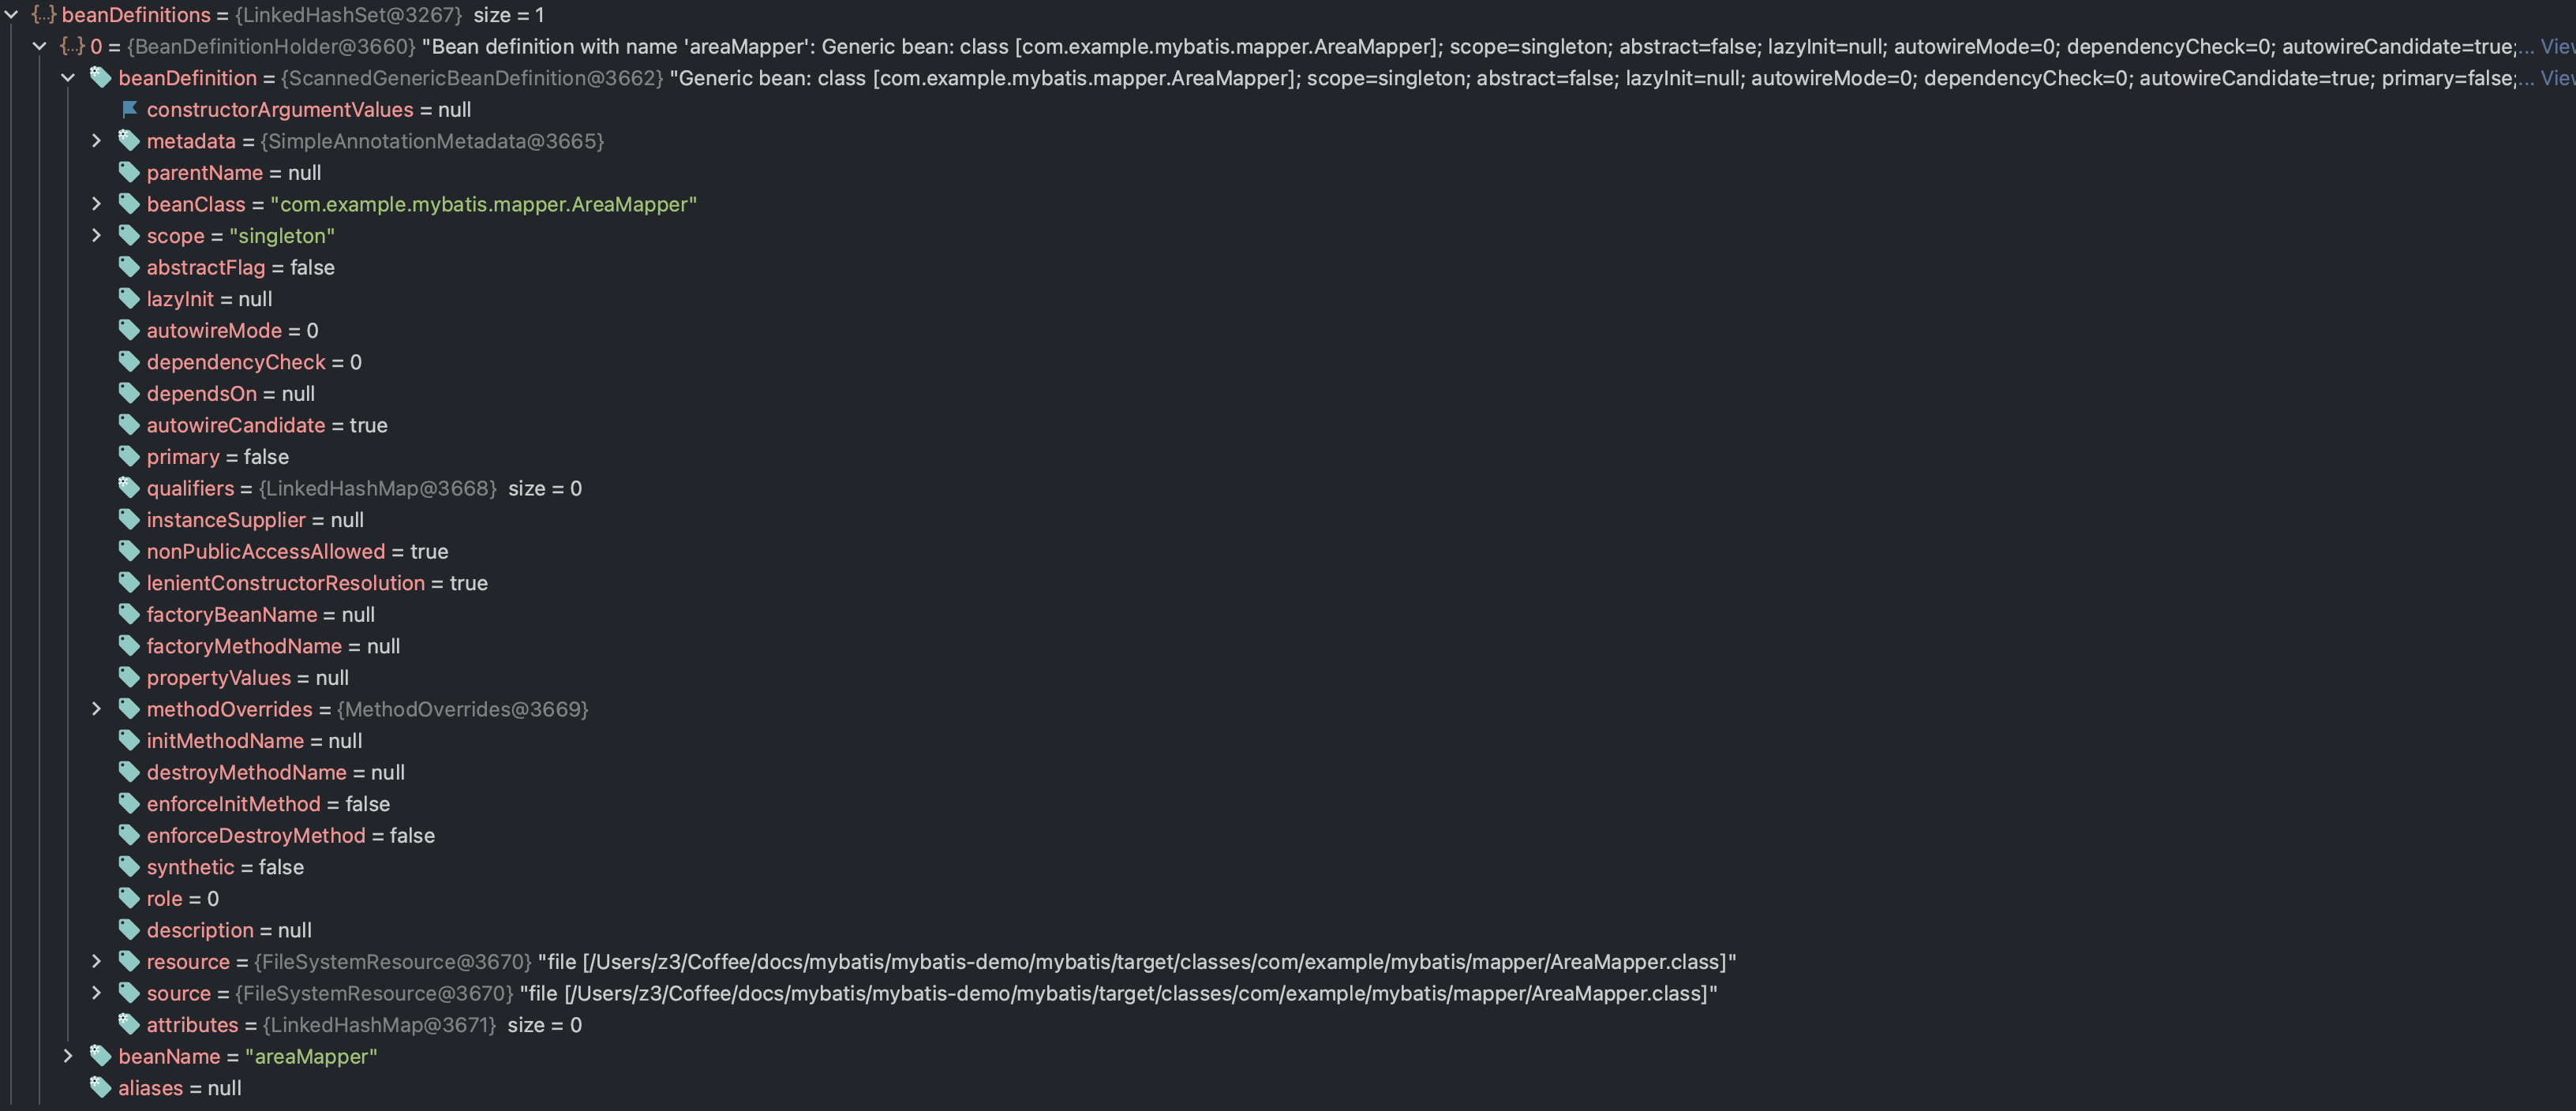 beanDefinitions = {LinkedHashSet@3267} size = 1
0 = {BeanDefinitionHolder@3660} "Bean definition with name 'areaMapper': Generic bean: class [com.example.mybatis.mapper.AreaMapper]; scope=singleton; abstract=false; lazyInit=null; autowireMode=0; dependencyCheck=0; autowireCandidate=true;... View
beanDefinition = {ScannedGenericBeanDefinition@3662} "Generic bean: class [com.example.mybatis.mapper.AreaMapper]; scope=singleton; abstract=false; lazyInit=null; autowireMode=0; dependencyCheck=0; autowireCandidate=true; primary=false;... View
constructorArgumentValues = null
metadata = {SimpleAnnotationMetadata@3665}
parentName = null
beanClass = "com.example.mybatis.mapper.AreaMapper"
scope = "singleton"
abstractFlag = false
lazyInit = null
autowireMode = 0
dependencyCheck = 0
dependsOn = null
autowireCandidate = true
primary = false
qualifiers = {LinkedHashMap@3668} size = 0
instanceSupplier = null
nonPublicAccessAllowed = true
lenientConstructorResolution = true
factoryBeanName = null
factoryMethodName = null
propertyValues = null
methodOverrides = {MethodOverrides@3669}
initMethodName = null
destroyMethodName = null
enforceInitMethod = false
enforceDestroyMethod = false
synthetic = false
role = 0
description = null
resource = {FileSystemResource@3670} "file [/Users/z3/Coffee/docs/mybatis/mybatis-demo/mybatis/target/classes/com/example/mybatis/mapper/AreaMapper.class]"
source = {FileSystemResource@3670} "file [/Users/z3/Coffee/docs/mybatis/mybatis-demo/mybatis/target/classes/com/example/mybatis/mapper/AreaMapper.class]"
attributes = {LinkedHashMap@3671} size = 0
beanName = "areaMapper"
aliases = null